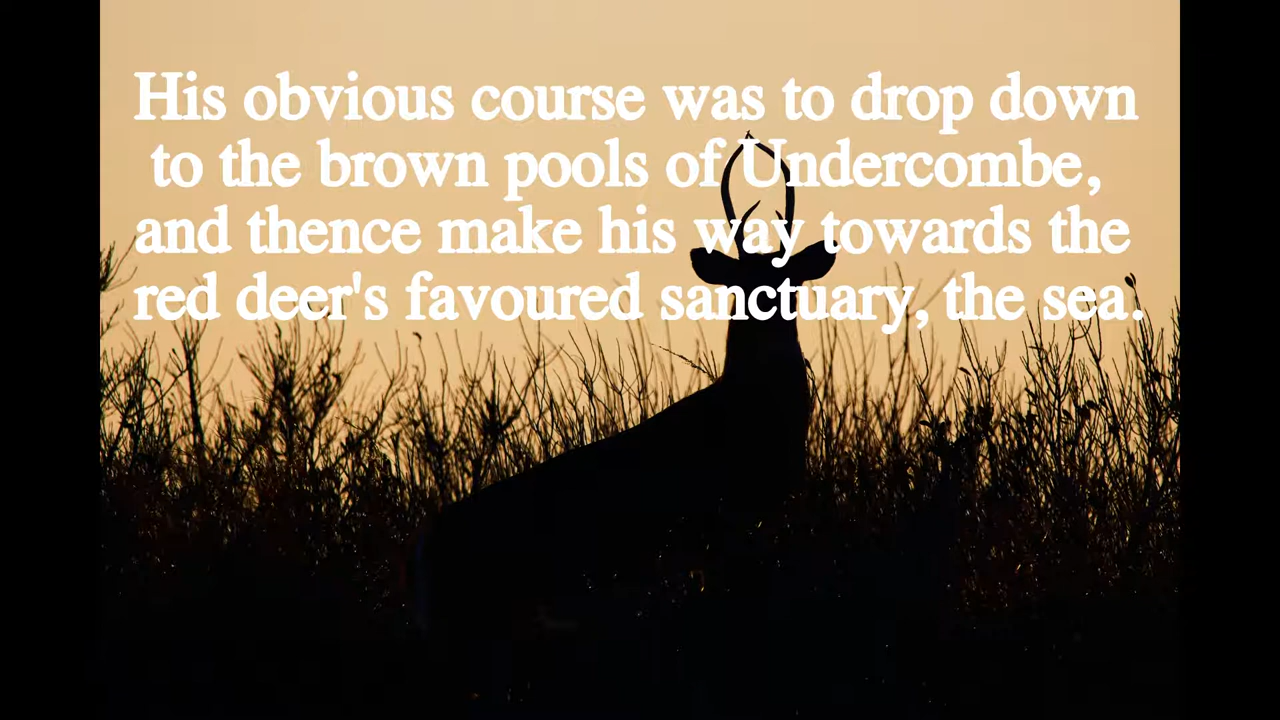 His obvious course was to drop down
to the brown pools of Undercombe,
and thence make his way towards the
red deer's favoured sanctuary, the sea.